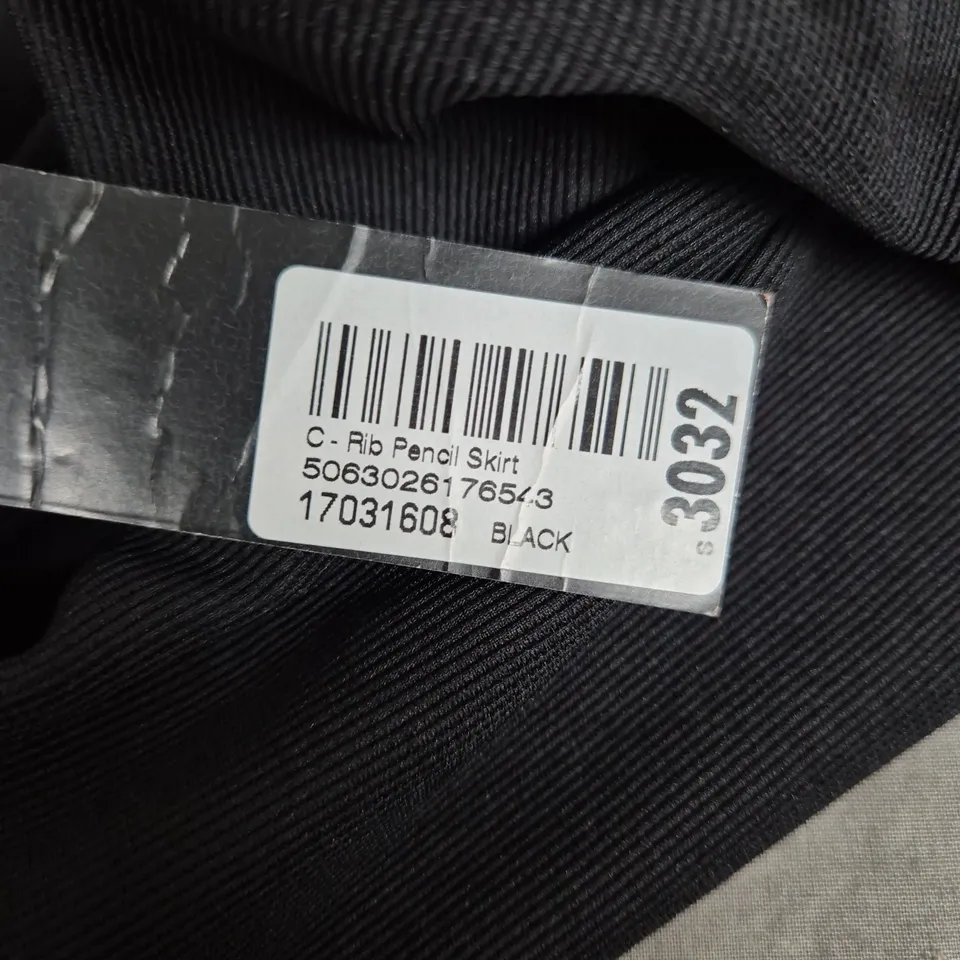 C - Rib Pencil Skirt
5063026176543
17031608 BLACK
S 3032